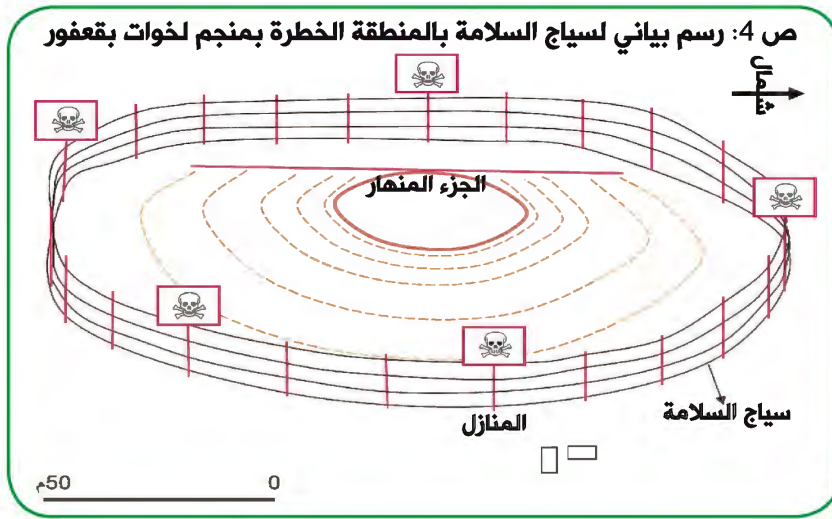 ص 4: رسم بياني لسياج السلامة بالمنطقة الخطرة بمنجم لخوات بقعفور
شمال
الجزء المنهار
سياج السلامة
المنازل
50م
0